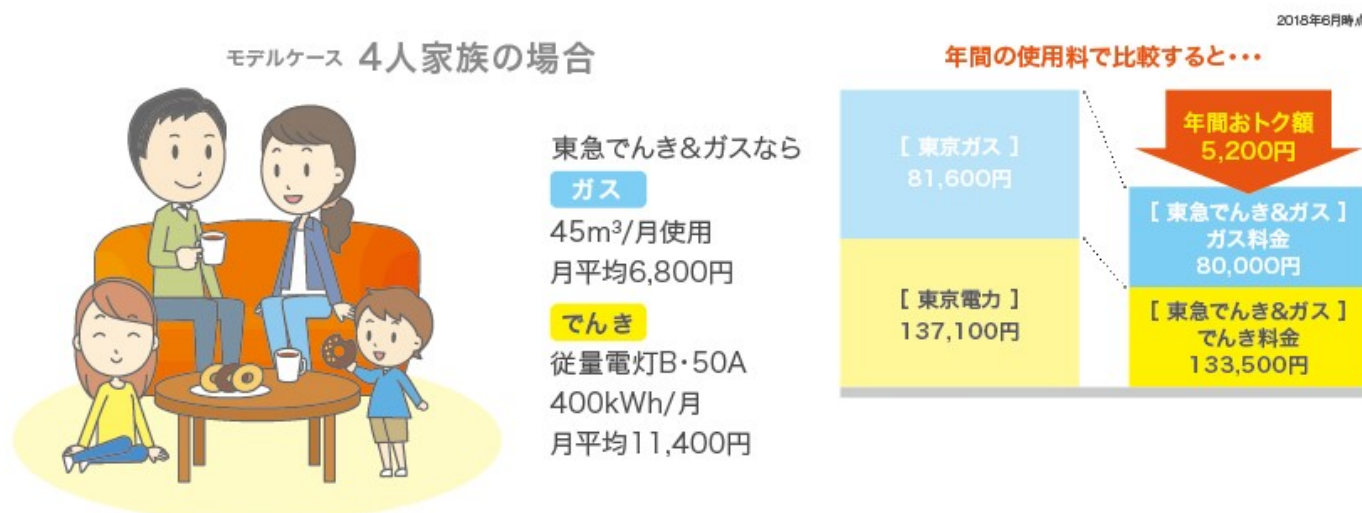 2018年6月時点
モデルケース 4人家族の場合
東急でんき&ガスなら
ガス
45m³/月使用
月平均6,800円
でんき
従量電灯B・50A
400kWh/月
月平均11,400円
年間の使用料で比較すると・・・
[ 東京ガス ]
81,600円
[ 東京電力 ]
137,100円
年間おトク額
5,200円
[ 東急でんき&ガス ]
ガス料金
80,000円
[ 東急でんき&ガス ]
でんき料金
133,500円